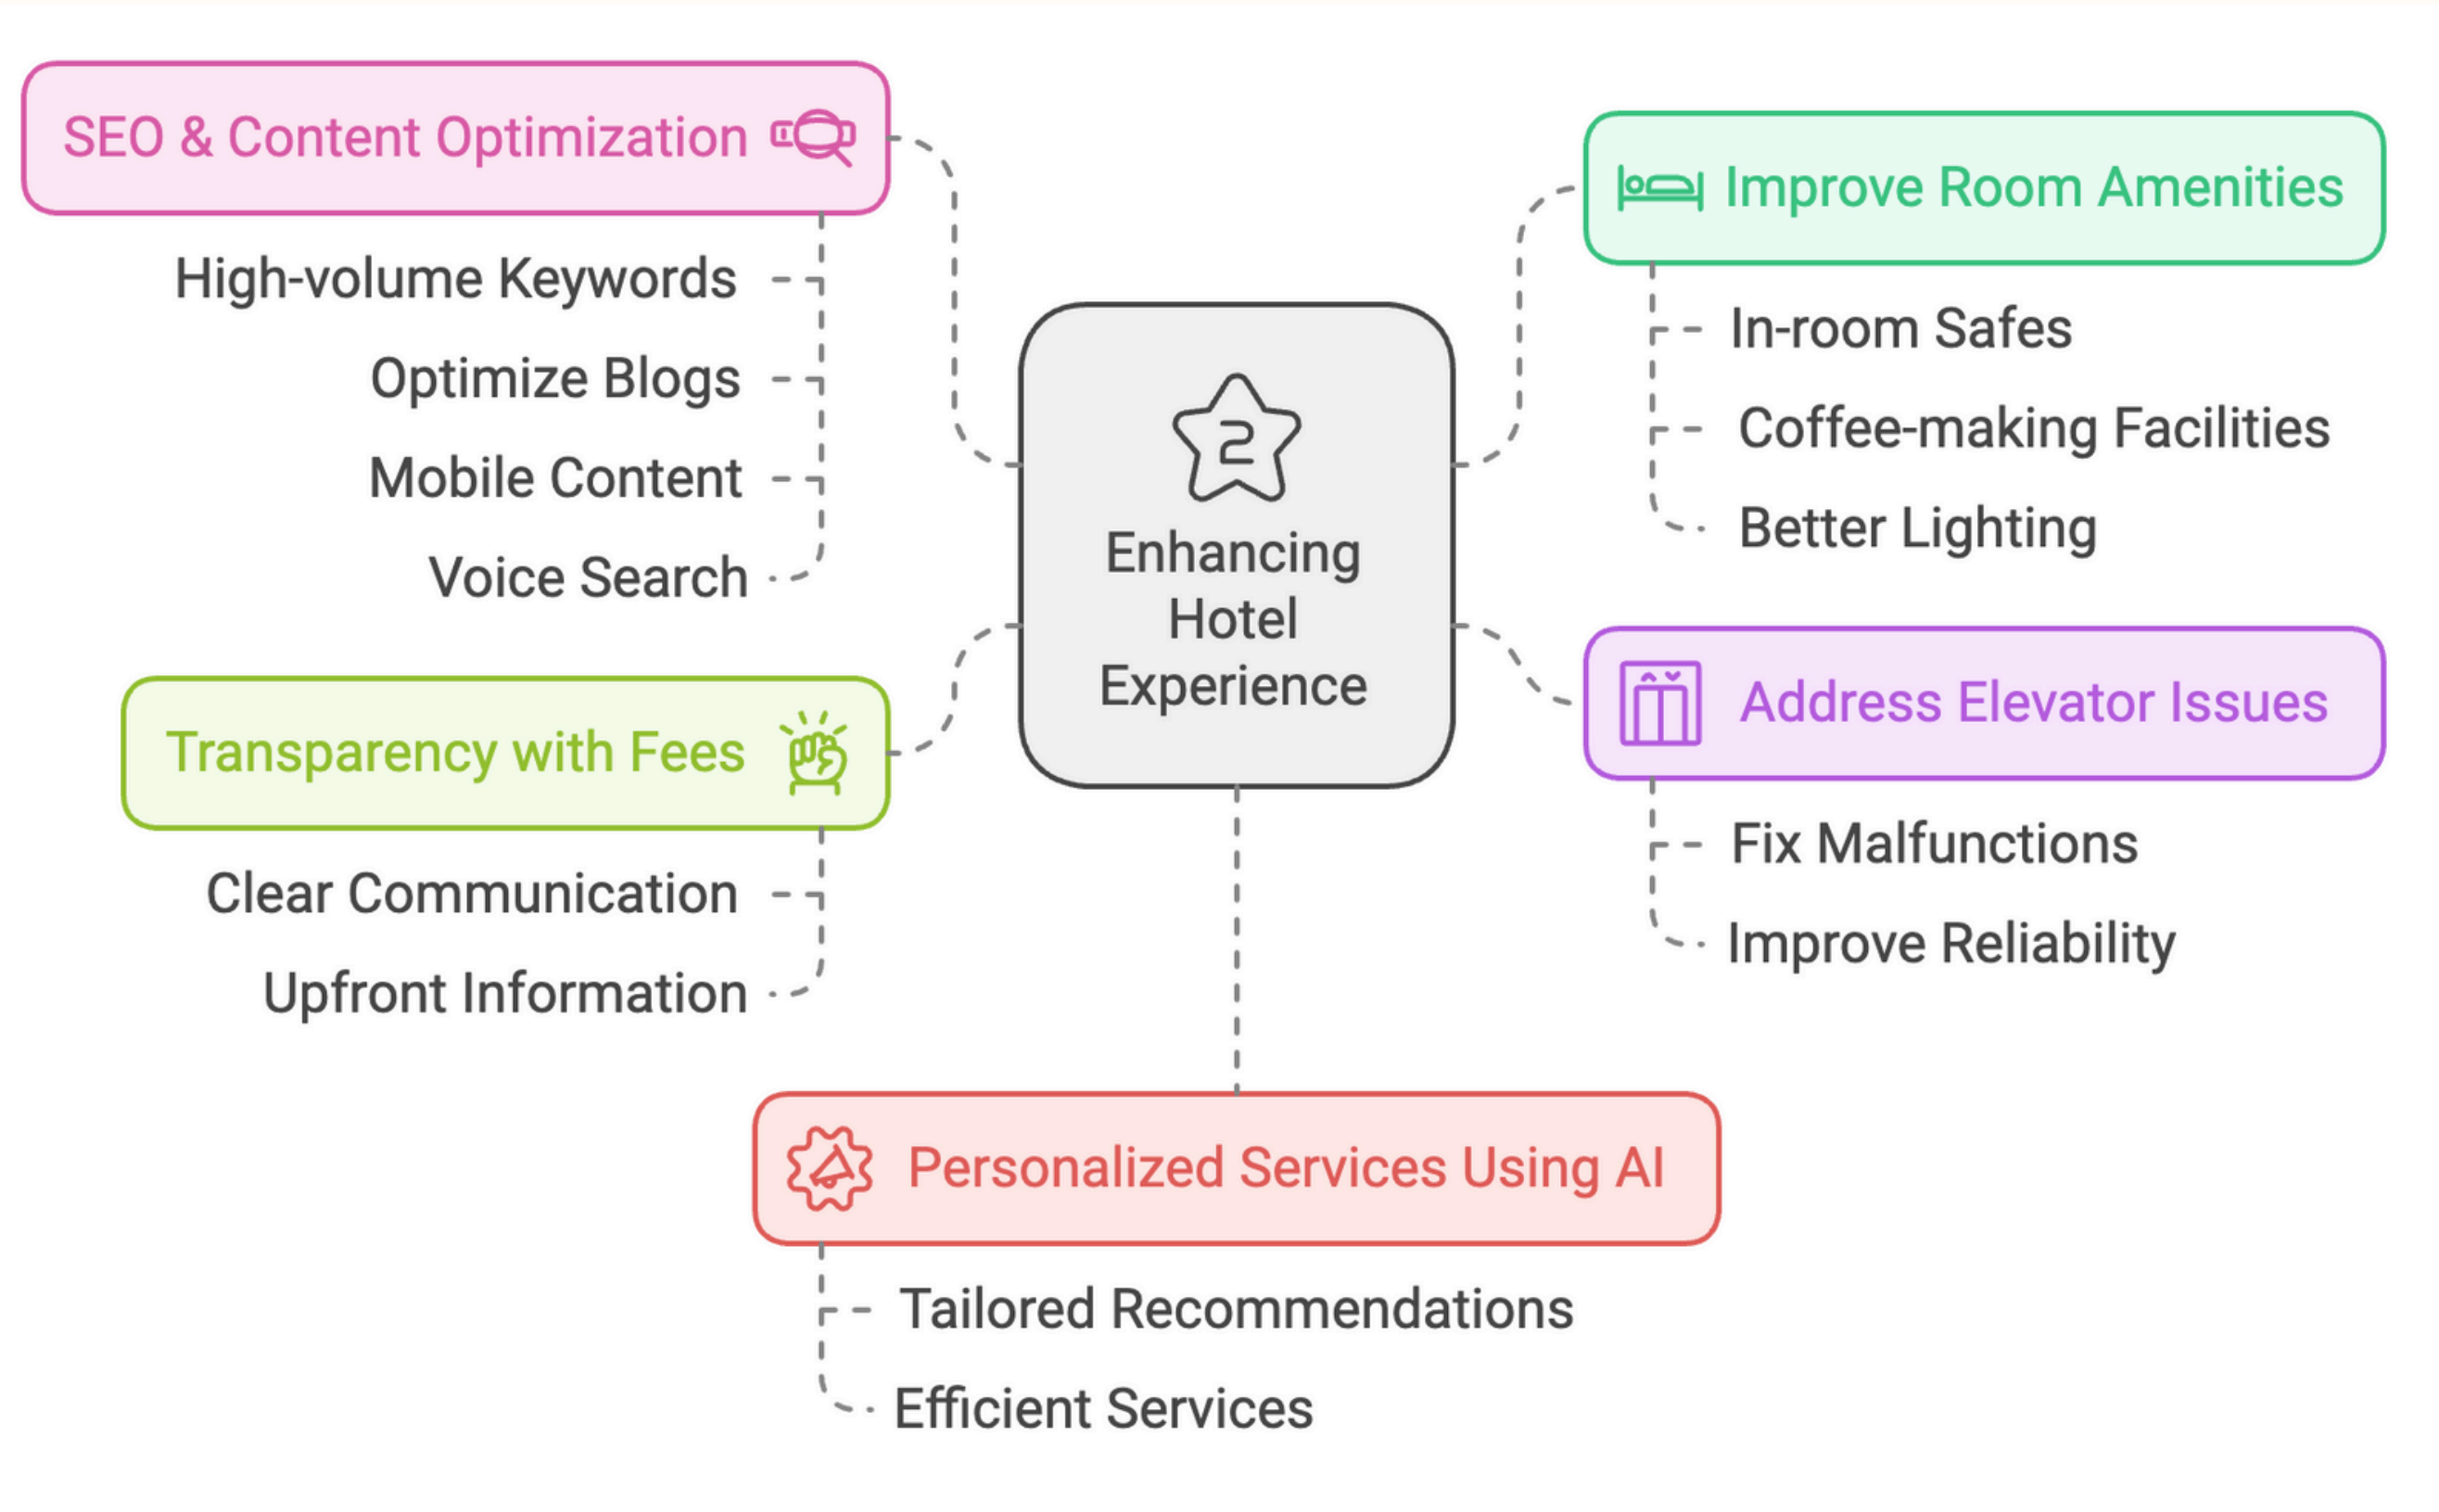 SEO & Content Optimization
High-volume Keywords
Optimize Blogs
Mobile Content
Voice Search
Transparency with Fees
Clear Communication
Upfront Information
2
Enhancing
Hotel
Experience
Improve Room Amenities
In-room Safes
Coffee-making Facilities
Better Lighting
Address Elevator Issues
Fix Malfunctions
Improve Reliability
Personalized Services Using AI
Tailored Recommendations
Efficient Services